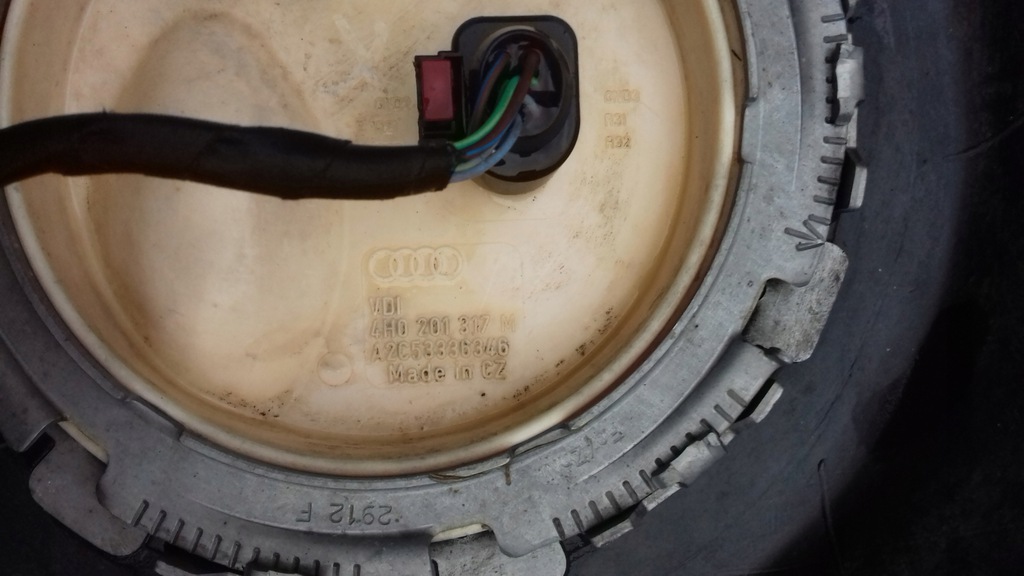 VDI
4H0 201 317 M
A2C53336346
Made in CZ
2912 F